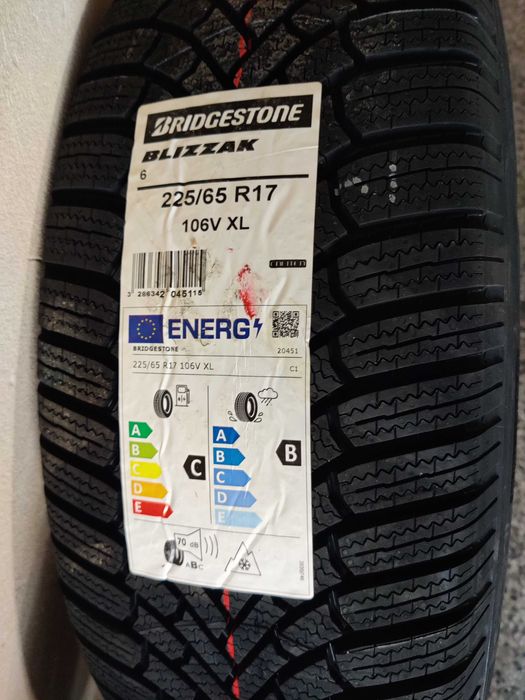 BRIDGESTONE
BLIZZAK
6
225/65 R17
106V XL
ENLITEN
3 286342 045115
ENERG
BRIDGESTONE 20451
225/65 R17 106V XL C1
A A
B B B
C C C
D D
E E
70 dB
ABC